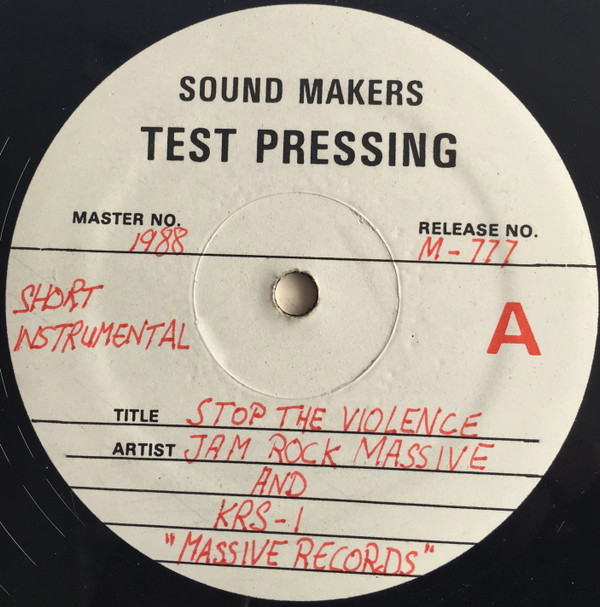 SOUND MAKERS
TEST PRESSING
MASTER NO. 1988
RELEASE NO. M-777
SHORT
INSTRUMENTAL
A
TITLE STOP THE VIOLENCE
ARTIST JAM ROCK MASSIVE
AND
KRS-1
"MASSIVE RECORDS"